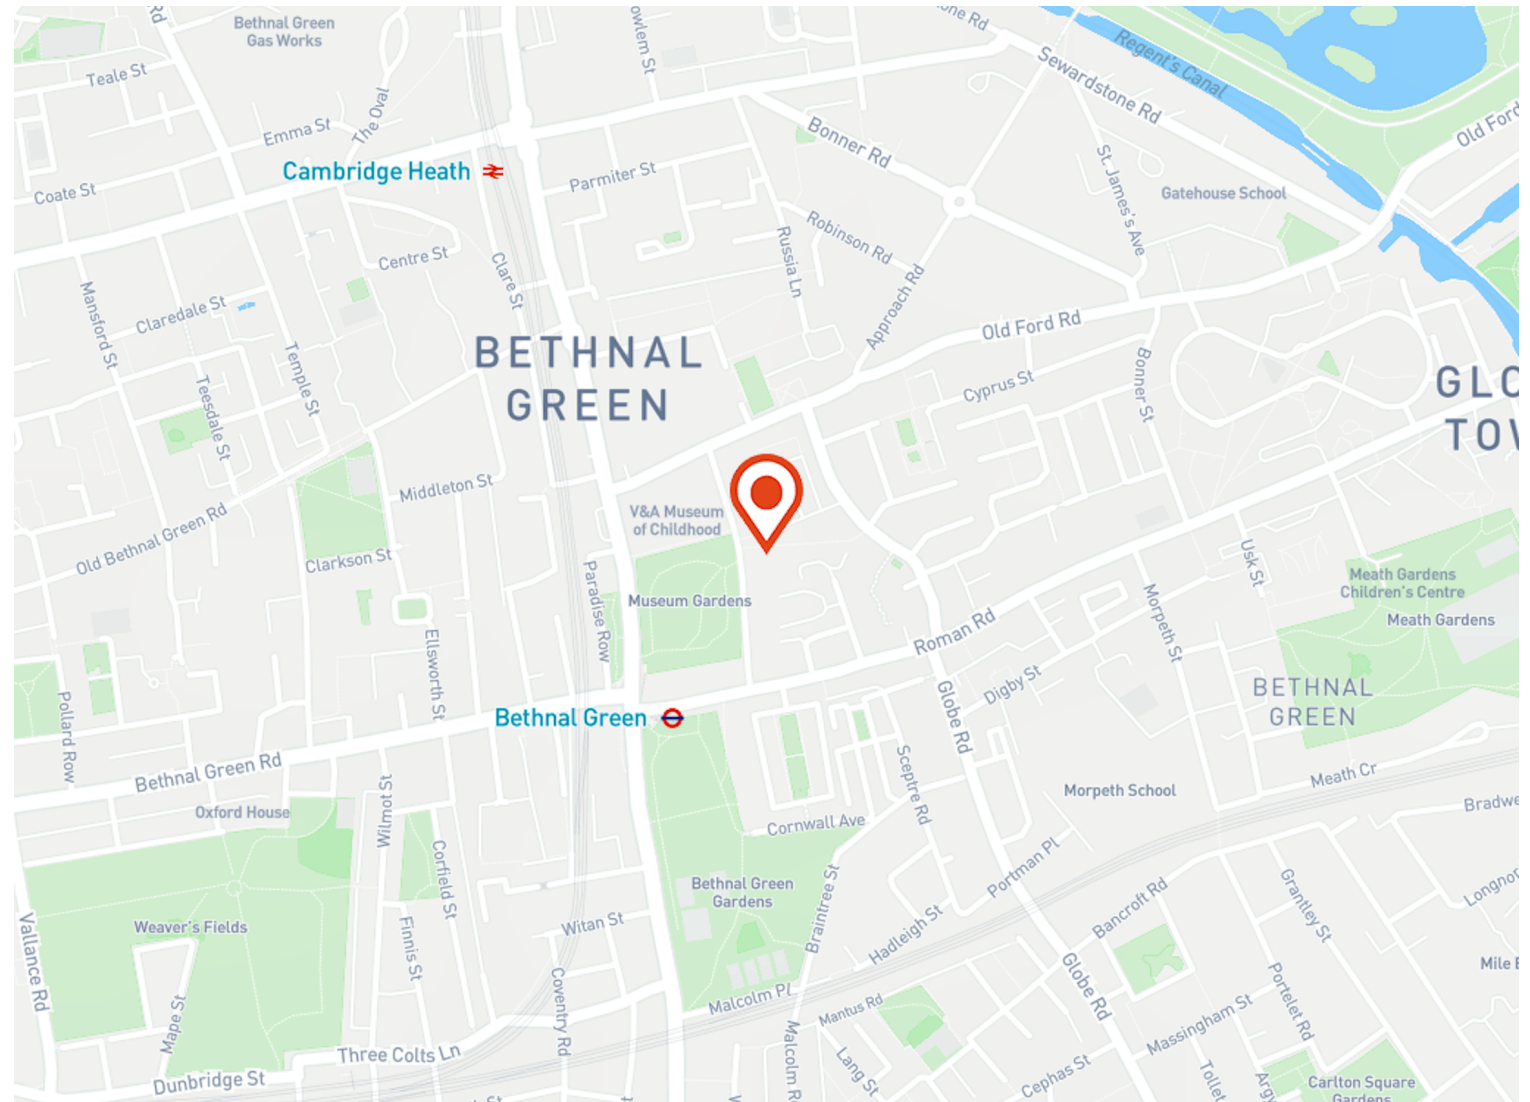 Rd
Bethnal Green
Gas Works
owlem St
one Rd
Regent's Canal
Sewardstone Rd
Teale St
The Oval
Emma St
Bonner Rd
Old Ford
Cambridge Heath
Parmiter St
St. James's Ave
Gatehouse School
Coate St
Robinson Rd
Russia Ln
Centre St
Clare St
Approach Rd
Mansford St
Claredale St
Old Ford Rd
BETHNAL
GREEN
Temple St
Teesdale St
Cyprus St
Bonner St
GLO
TOW
Middleton St
V&A Museum
of Childhood
Old Bethnal Green Rd
Clarkson St
Paradise Row
Usk St
Meath Gardens
Children's Centre
Museum Gardens
Morpeth St
Meath Gardens
Roman Rd
Ellsworth St
Digby St
BETHNAL
GREEN
Pollard Row
Bethnal Green
Globe Rd
Bethnal Green Rd
Sceptre Rd
Meath Cr
Morpeth School
Bradwe
Oxford House
Wilmot St
Cornwall Ave
Corfield St
Portman Pl
Bethnal Green
Gardens
Braintree St
Bancroft Rd
Grantley St
Longnor
Weaver's Fields
Witan St
Hadleigh St
Vallance Rd
Finnis St
Mile E
Globe Rd
Coventry Rd
Malcolm Pl
Mantus Rd
Portelet Rd
Massingham St
Mape St
Three Colts Ln
Malcolm R
Lang St
Dunbridge St
Cephas St
Tollet
Argy
Carlton Square
Gardens